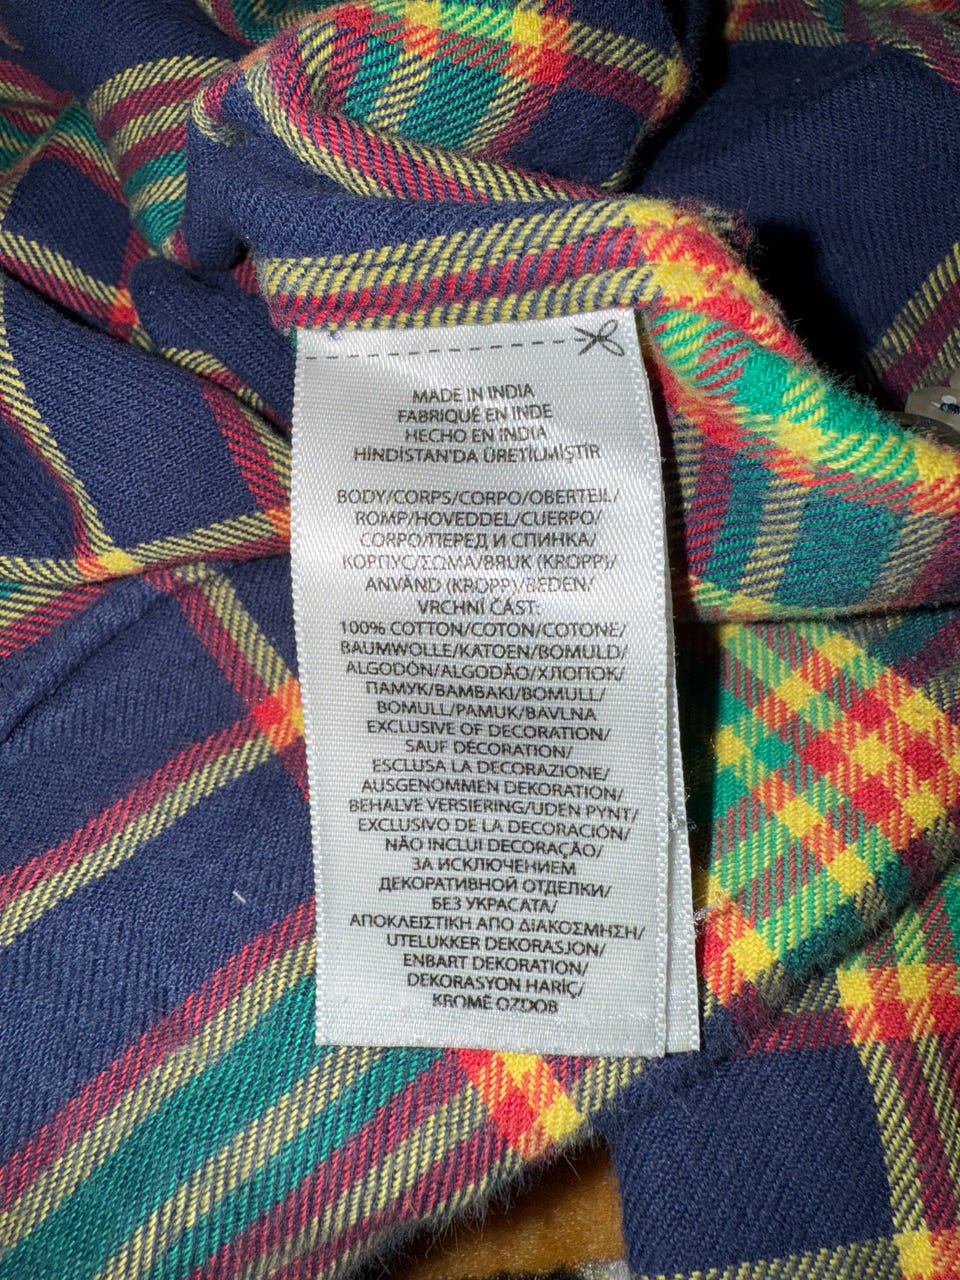 MADE IN INDIA
FABRIQUÉ EN INDE
HECHO EN INDIA
HİNDİSTAN'DA ÜRETİLMİŞTİR
BODY/CORPS/CORPO/OBERTEIL/
ROMP/HOVEDDEL/CUERPO/
CORPO/ПЕРЕД И СПИНКА/
КОРПУС/ΣΩΜΑ/BRUK (KROPP)/
ANVÄND (KROPP)/BEDEN/
VRCHNÍ ČÁST:
100% COTTON/COTON/COTONE/
BAUMWOLLE/KATOEN/BOMULD/
ALGODÓN/ALGODÃO/ХЛОПОК/
ПАМУК/BAMBAKI/BOMULL/
BOMULL/PAMUK/BAVLNA
EXCLUSIVE OF DECORATION/
SAUF DÉCORATION/
ESCLUSA LA DECORAZIONE/
AUSGENOMMEN DEKORATION/
BEHALVE VERSIERING/UDEN PYNT/
EXCLUSIVO DE LA DECORACIÓN/
NÃO INCLUI DECORAÇÃO/
ЗА ИСКЛЮЧЕНИЕМ
ДЕКОРАТИВНОЙ ОТДЕЛКИ/
БЕЗ УКРАСАТА/
ΑΠΟΚΛΕΙΣΤΙΚΗ ΑΠΟ ΔΙΑΚΟΣΜΗΣΗ/
UTELUKKER DEKORASJON/
ENBART DEKORATION/
DEKORASYON HARİÇ/
KROMĚ OZDOB